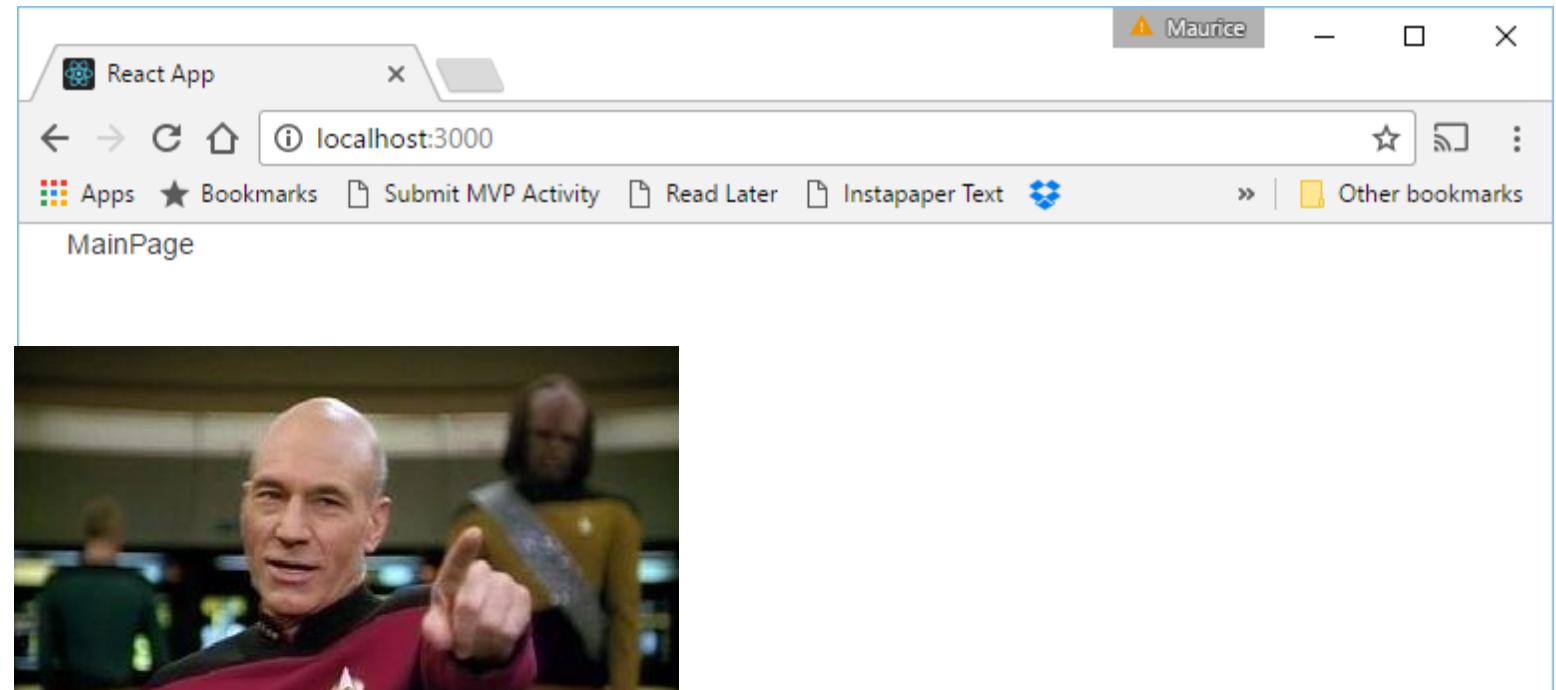 Maurice
React App
localhost:3000
Apps Bookmarks Submit MVP Activity Read Later Instapaper Text » Other bookmarks
MainPage